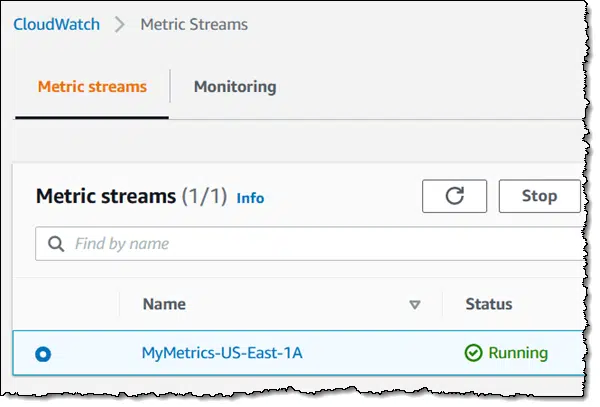 CloudWatch > Metric Streams
Metric streams Monitoring
Metric streams (1/1) Info Stop
Find by name
Name Status
MyMetrics-US-East-1A Running